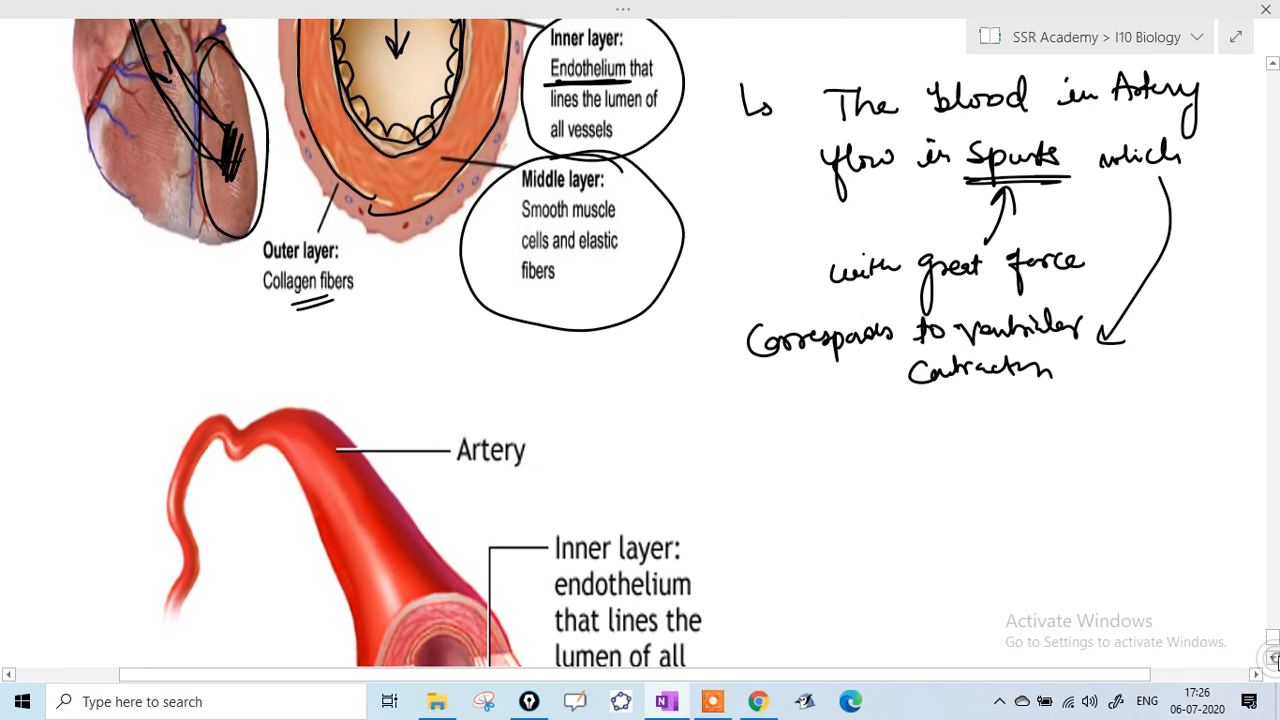 SSR Academy > I10 Biology
Inner layer:
Endothelium that
lines the lumen of
all vessels
Middle layer:
Smooth muscle
cells and elastic
fibers
Outer layer:
Collagen fibers
Ls The blood in Artery
flow in Spurts which
with great force
Corresponds to ventricular
Contraction
Artery
Inner layer:
endothelium
that lines the
lumen of all
Activate Windows
Go to Settings to activate Windows.
Type here to search
ENG
17:26
06-07-2020